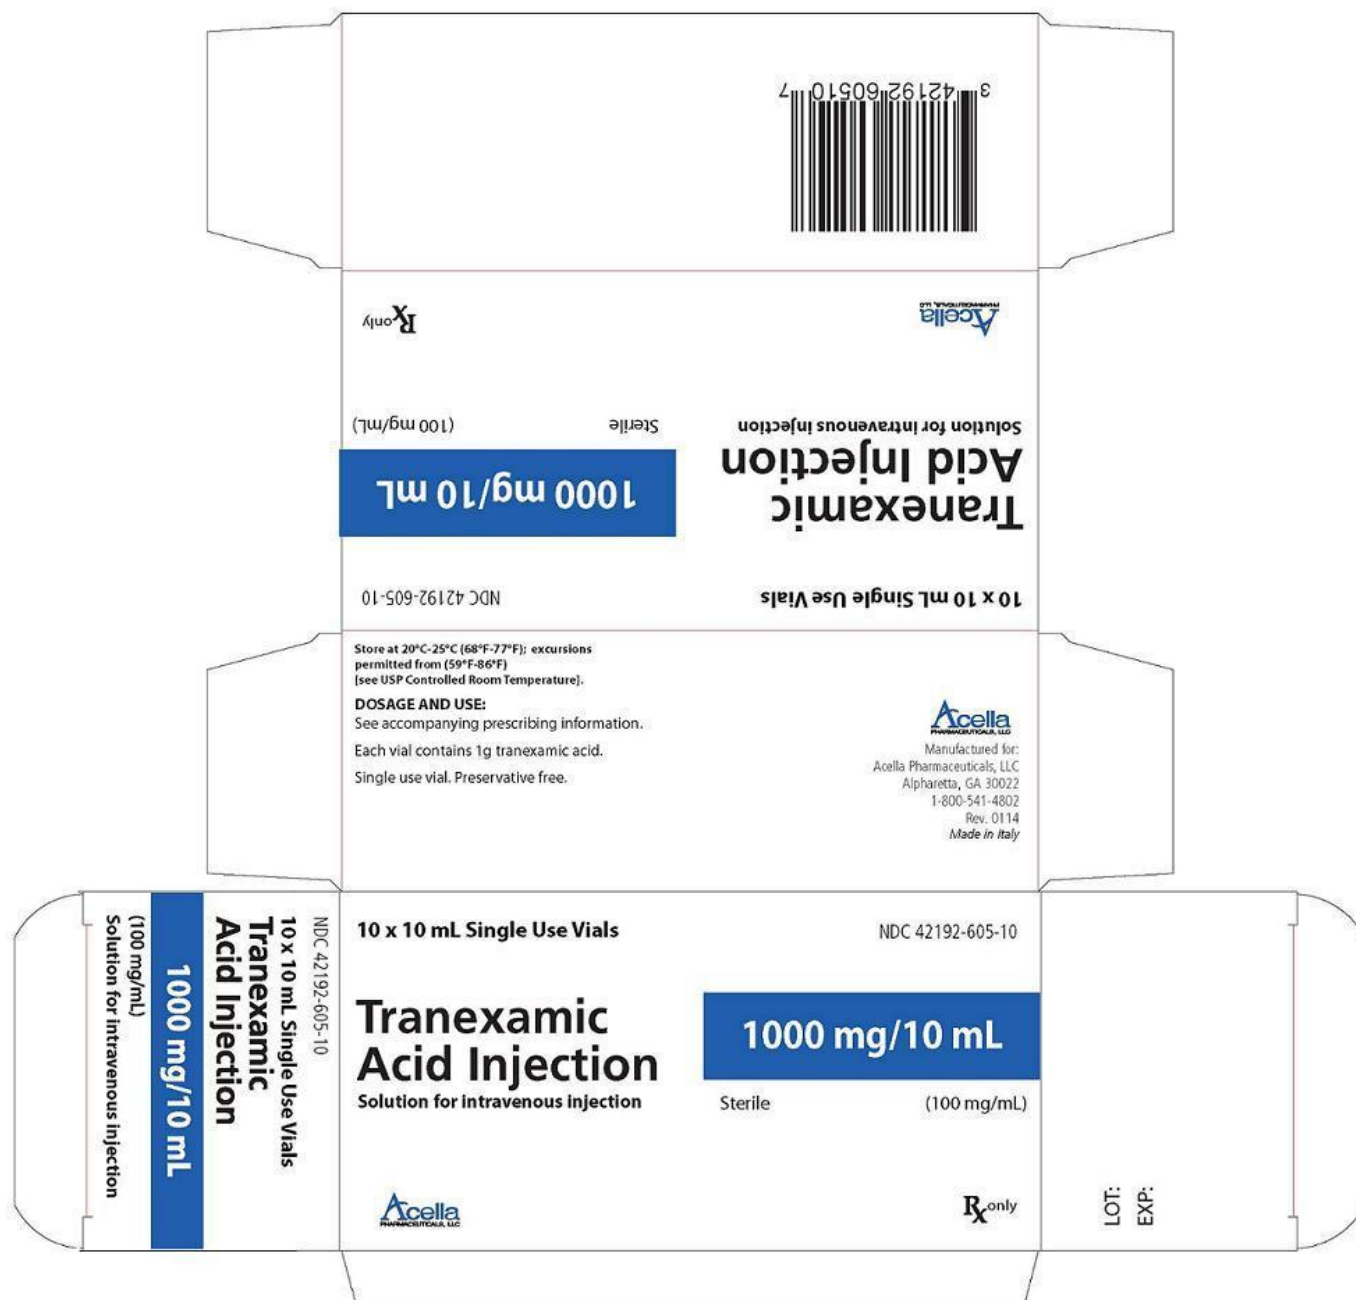 3 42192 60510 7
Acella
PHARMACEUTICALS, LLC
Rx only
10 x 10 mL Single Use Vials
NDC 42192-605-10
Tranexamic
Acid Injection
Solution for intravenous injection
1000 mg/10 mL
Sterile
(100 mg/mL)
Store at 20°C-25°C (68°F-77°F); excursions
permitted from (59°F-86°F)
[see USP Controlled Room Temperature].
DOSAGE AND USE:
See accompanying prescribing information.
Each vial contains 1g tranexamic acid.
Single use vial. Preservative free.
Acella
PHARMACEUTICALS, LLC
Manufactured for:
Acella Pharmaceuticals, LLC
Alpharetta, GA 30022
1-800-541-4802
Rev. 0114
Made in Italy
NDC 42192-605-10
10 x 10 mL Single Use Vials
Tranexamic
Acid Injection
1000 mg/10 mL
(100 mg/mL)
Solution for intravenous injection
10 x 10 mL Single Use Vials
NDC 42192-605-10
Tranexamic
Acid Injection
Solution for intravenous injection
1000 mg/10 mL
Sterile
(100 mg/mL)
Acella
PHARMACEUTICALS, LLC
Rx only
LOT:
EXP: